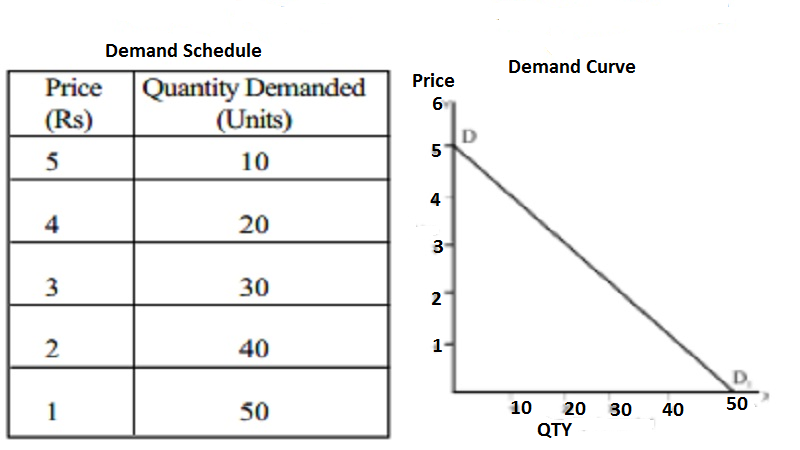 Demand Schedule
Price (Rs) Quantity Demanded (Units)
5 10
4 20
3 30
2 40
1 50
Demand Curve
Price
6
5
4
3
2
1
D
D
10 20 30 40 50
QTY